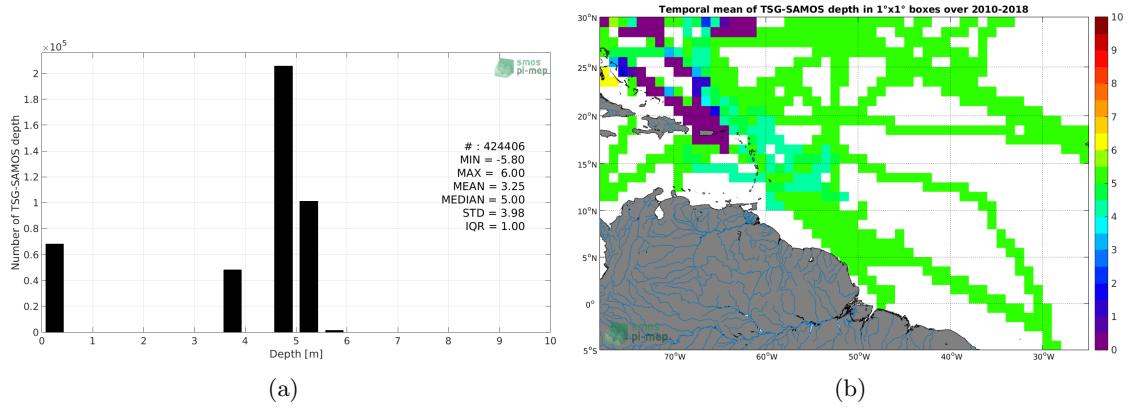 ×10⁵
2
1.8
1.6
1.4
1.2
1
0.8
0.6
0.4
0.2
0
Number of TSG-SAMOS depth
smos
pi-mep
# : 424406
MIN = -5.80
MAX = 6.00
MEAN = 3.25
MEDIAN = 5.00
STD = 3.98
IQR = 1.00
0 1 2 3 4 5 6 7 8 9 10
Depth [m]
(a)
Temporal mean of TSG-SAMOS depth in 1°x1° boxes over 2010-2018
30°N
25°N
20°N
15°N
10°N
5°N
0°
5°S
70°W 60°W 50°W 40°W 30°W
smos
pi-mep
10
9
8
7
6
5
4
3
2
1
0
(b)